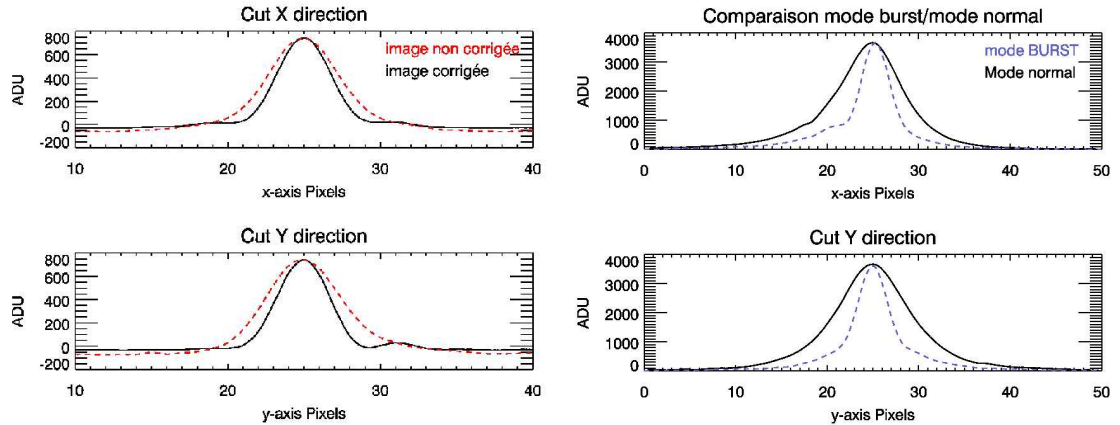 Cut X direction
800
600
400
200
0
-200
ADU
image non corrigée
image corrigée
10
20
30
40
x-axis Pixels
Comparaison mode burst/mode normal
4000
3000
2000
1000
0
ADU
mode BURST
Mode normal
0
10
20
30
40
50
x-axis Pixels
Cut Y direction
800
600
400
200
0
-200
ADU
10
20
30
40
y-axis Pixels
Cut Y direction
4000
3000
2000
1000
0
ADU
0
10
20
30
40
50
y-axis Pixels